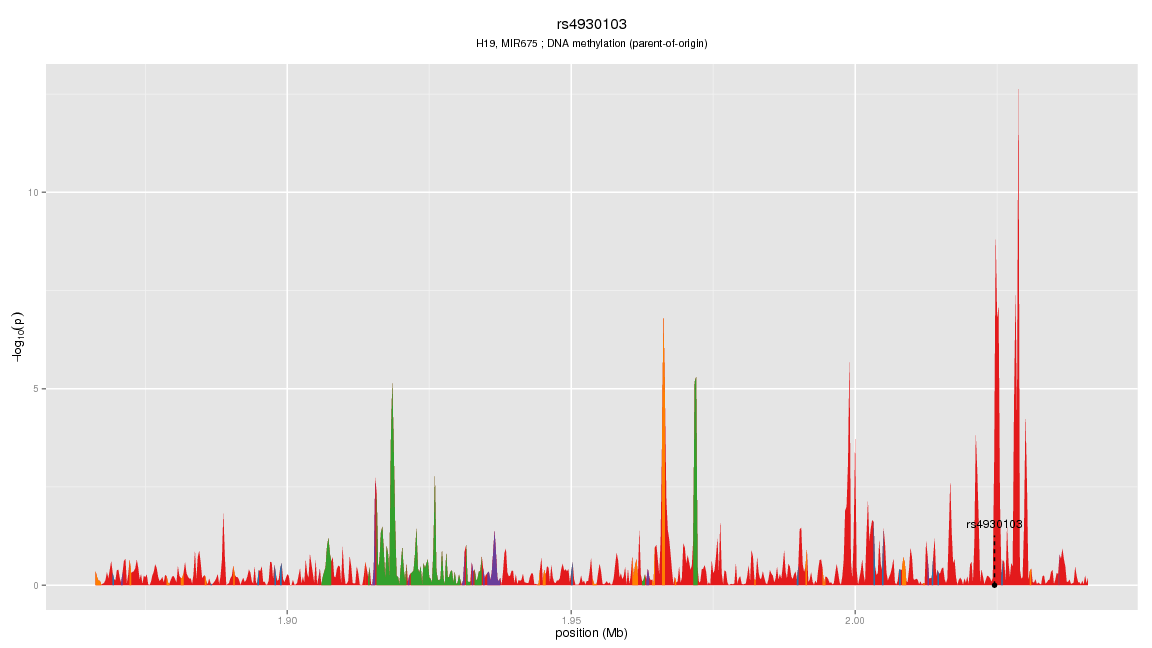 rs4930103
H19, MIR675 ; DNA methylation (parent-of-origin)
−log10(p)
10
5
0
rs4930103
1.90
1.95
2.00
position (Mb)